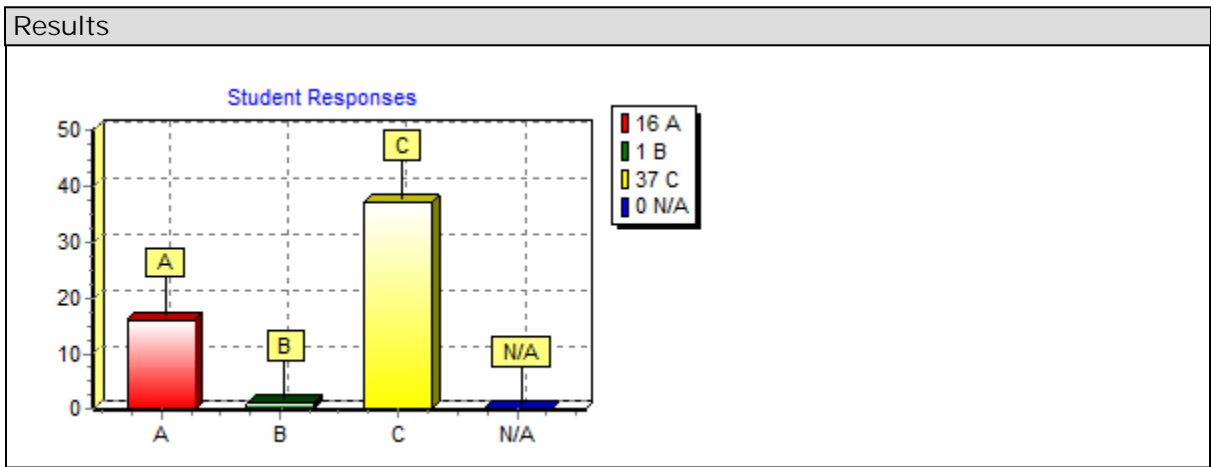 Results
Student Responses
50
40
30
20
10
0
A
B
C
N/A
A
B
C
N/A
16 A
1 B
37 C
0 N/A